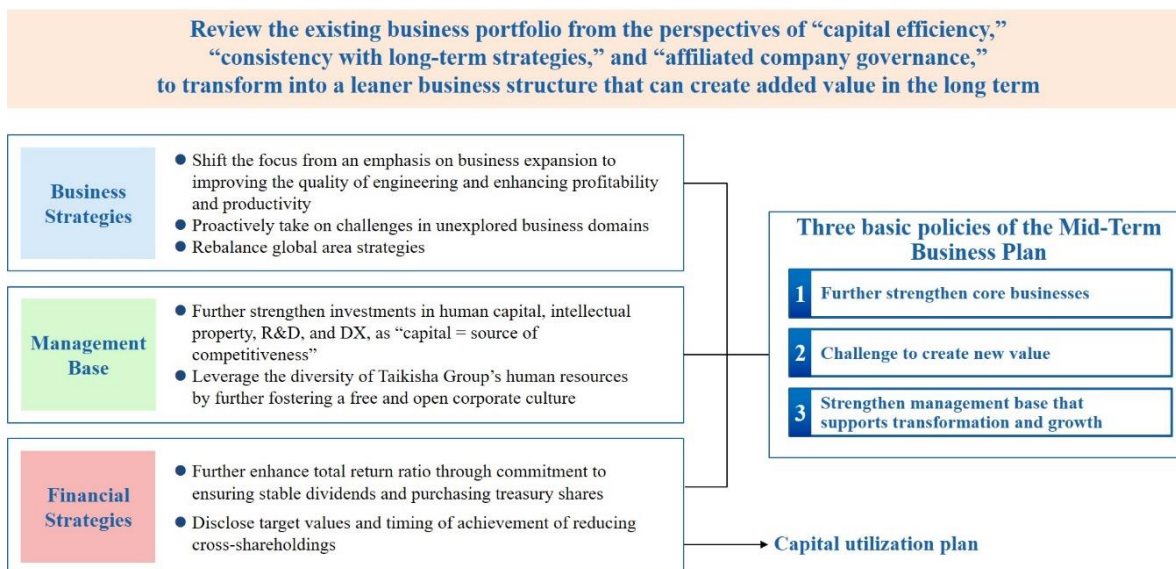 Review the existing business portfolio from the perspectives of “capital efficiency,”
“consistency with long-term strategies,” and “affiliated company governance,”
to transform into a leaner business structure that can create added value in the long term
Business
Strategies
● Shift the focus from an emphasis on business expansion to
improving the quality of engineering and enhancing profitability
and productivity
● Proactively take on challenges in unexplored business domains
● Rebalance global area strategies
Management
Base
● Further strengthen investments in human capital, intellectual
property, R&D, and DX, as “capital = source of
competitiveness”
● Leverage the diversity of Taikisha Group’s human resources
by further fostering a free and open corporate culture
Financial
Strategies
● Further enhance total return ratio through commitment to
ensuring stable dividends and purchasing treasury shares
● Disclose target values and timing of achievement of reducing
cross-shareholdings
Three basic policies of the Mid-Term
Business Plan
1 Further strengthen core businesses
2 Challenge to create new value
3 Strengthen management base that
supports transformation and growth
Capital utilization plan